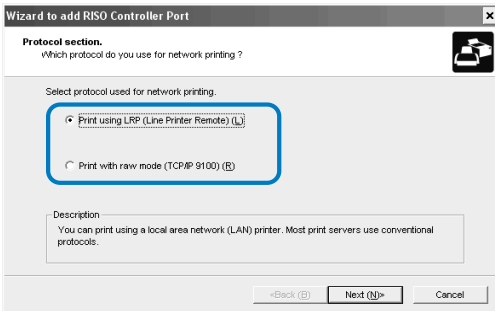 Wizard to add RISO Controller Port
Protocol section.
Which protocol do you use for network printing ?
Select protocol used for network printing.
Print using LRP (Line Printer Remote) (L)
Print with raw mode (TCP/IP 9100) (R)
Description
You can print using a local area network (LAN) printer. Most print servers use conventional
protocols.
<Back (B) Next (N)> Cancel